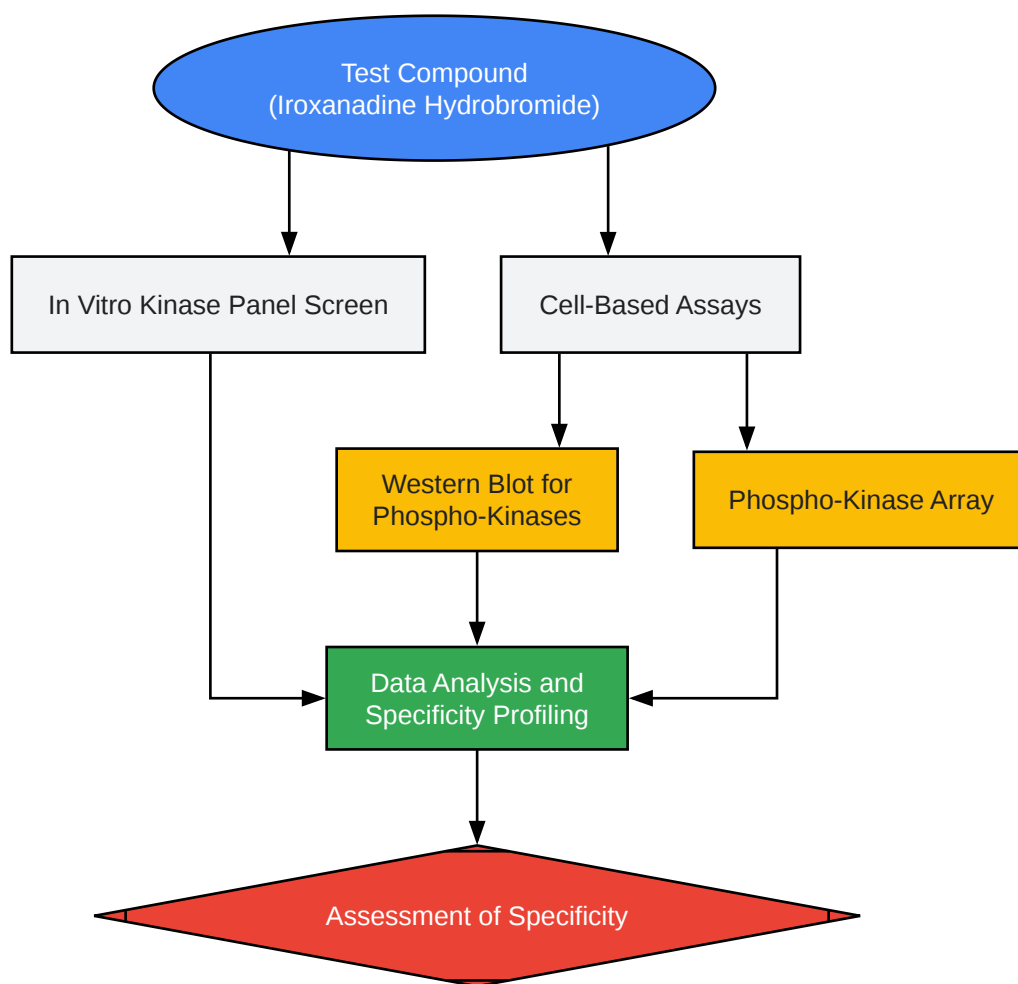 Test Compound
(Iroxanadine Hydrobromide)
In Vitro Kinase Panel Screen
Cell-Based Assays
Western Blot for
Phospho-Kinases
Phospho-Kinase Array
Data Analysis and
Specificity Profiling
Assessment of Specificity